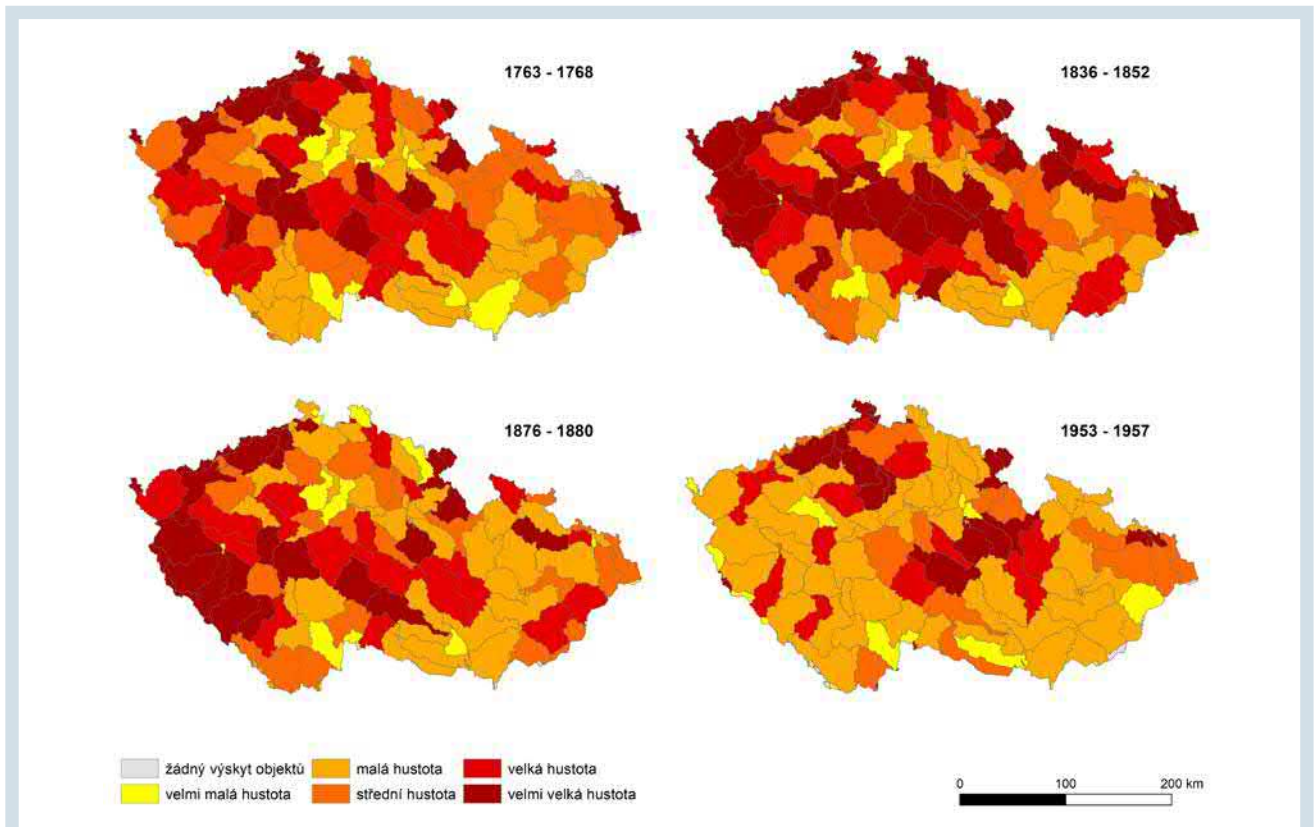 1763 - 1768
1836 - 1852
1876 - 1880
1953 - 1957
žádný výskyt objektů
malá hustota
velká hustota
velmi malá hustota
střední hustota
velmi velká hustota
0 100 200 km